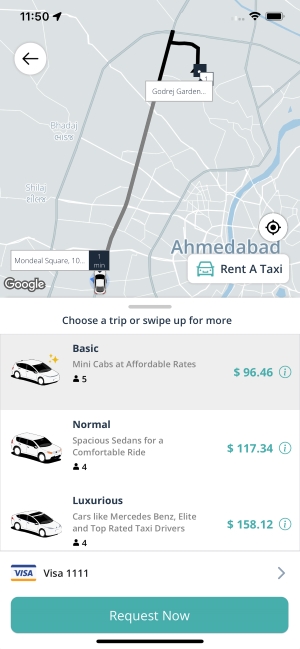 11:50
1
Godrej Garden...
Bhadaj
Shilaj
Ahmedabad
Mondeal Square, 10...
1
min
Rent A Taxi
Google
Choose a trip or swipe up for more
Basic
Mini Cabs at Affordable Rates
5
$ 96.46
Normal
Spacious Sedans for a
Comfortable Ride
4
$ 117.34
Luxurious
Cars like Mercedes Benz, Elite
and Top Rated Taxi Drivers
4
$ 158.12
VISA
Visa 1111
Request Now